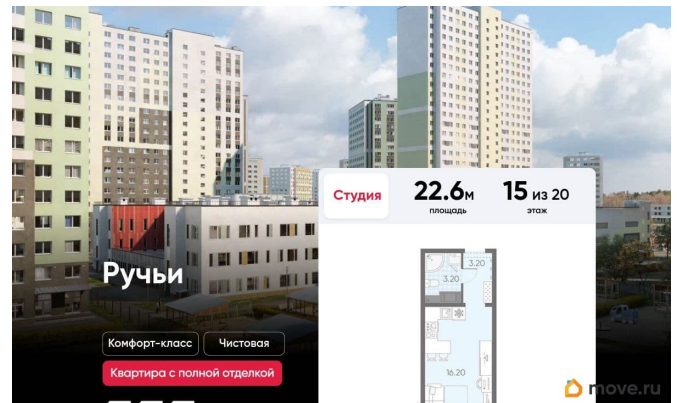 Студия
22.6м
площадь
15 из 20
этаж
3.20
3.20
Ручьи
Комфорт-класс
Чистовая
16.20
Квартира с полной отделкой
move.ru